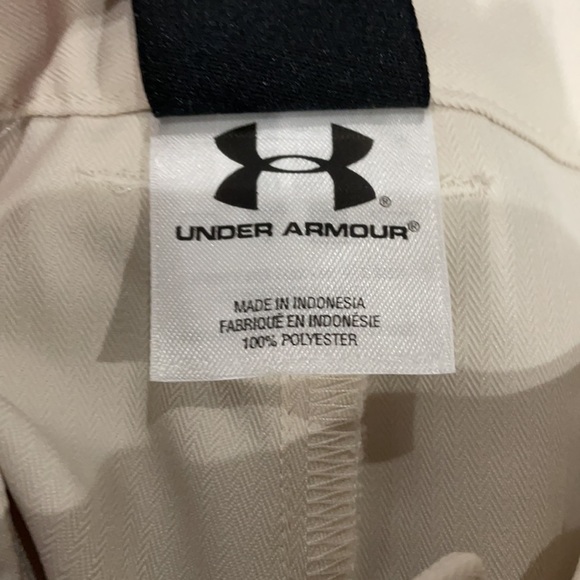 ®
UNDER ARMOUR®
MADE IN INDONESIA
FABRIQUÉ EN INDONÉSIE
100% POLYESTER